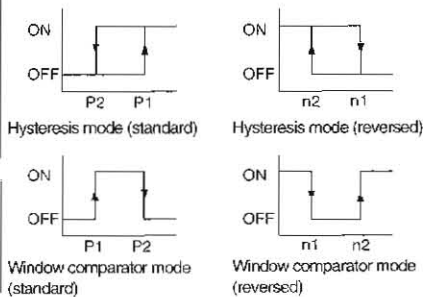 ON
OFF
P2 P1
Hysteresis mode (standard)
ON
OFF
n2 n1
Hysteresis mode (reversed)
ON
OFF
P1 P2
Window comparator mode
(standard)
ON
OFF
n1 n2
Window comparator mode
(reversed)